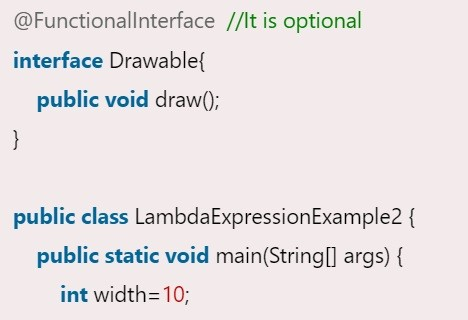 @FunctionalInterface //It is optional
interface Drawable{
public void draw();
}
public class LambdaExpressionExample2 {
public static void main(String[] args) {
int width=10;